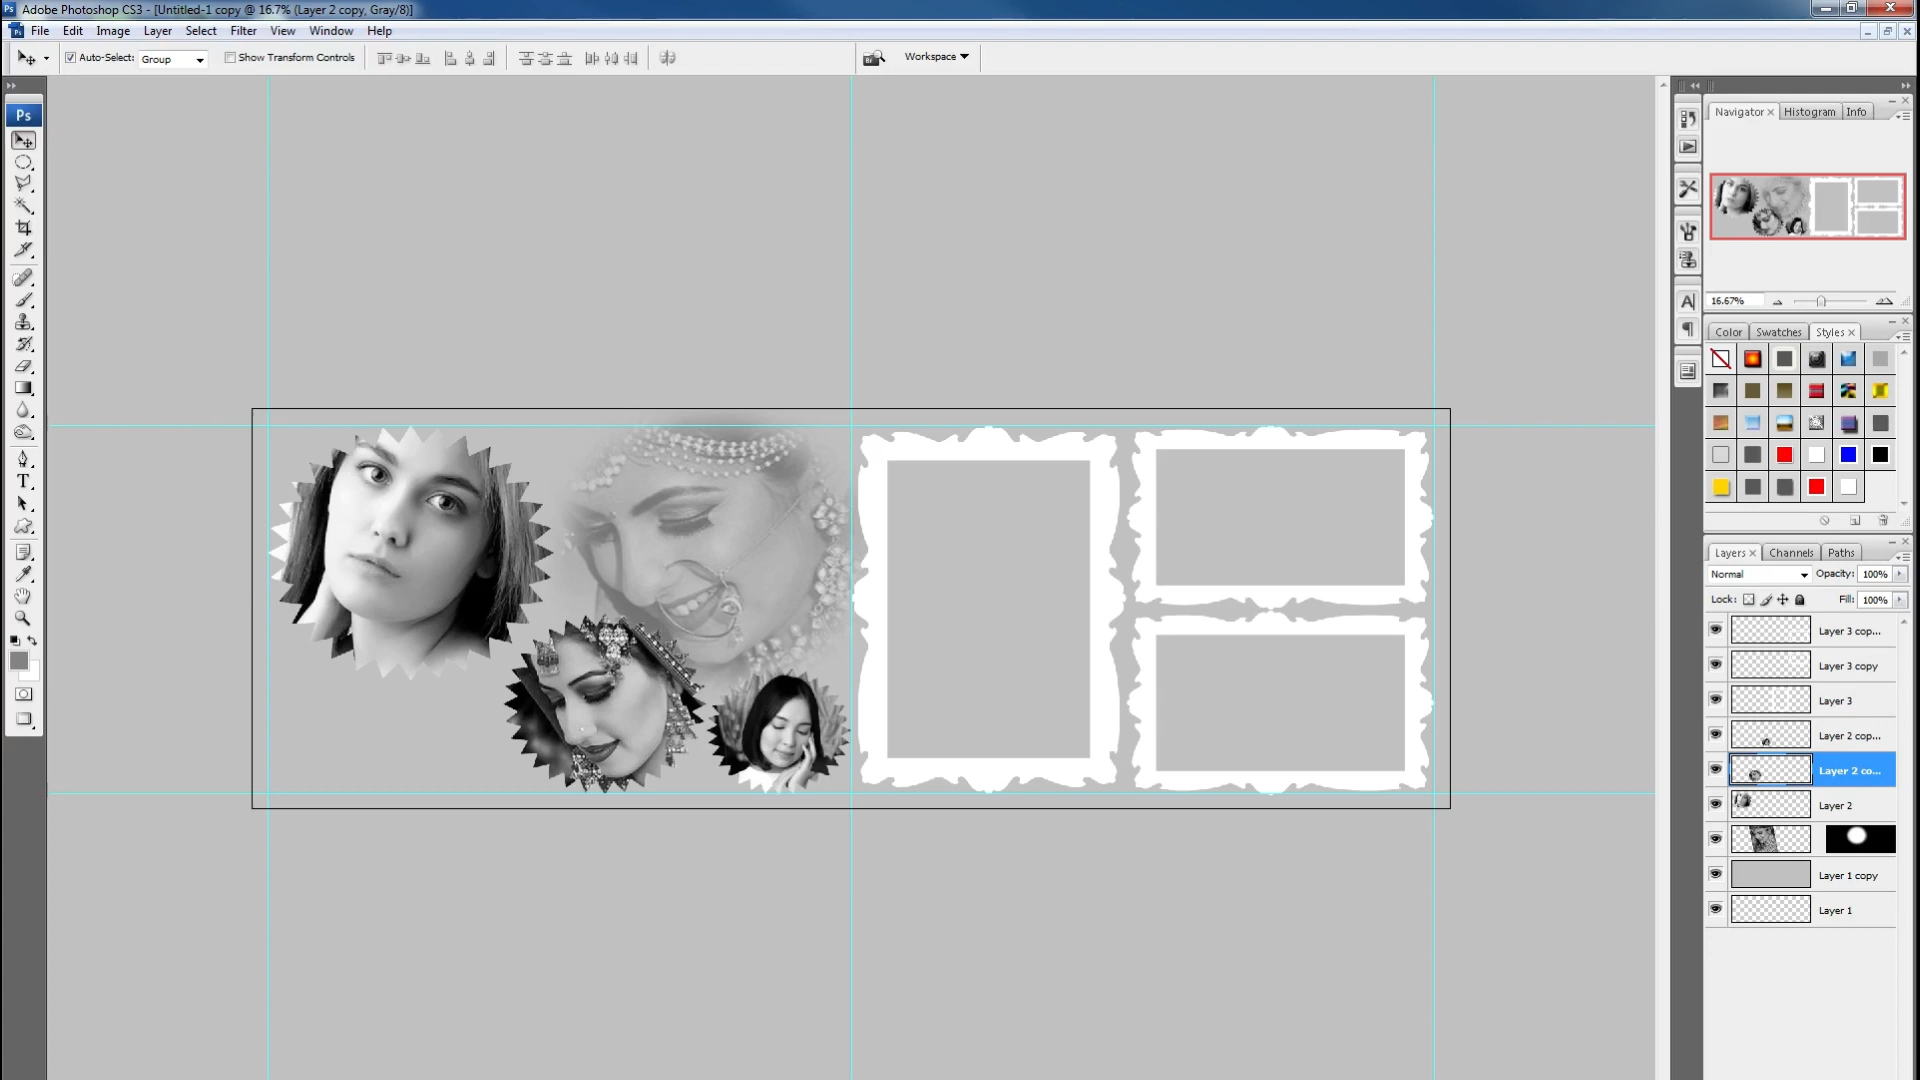 Adobe Photoshop CS3 - [Untitled-1 copy @ 16.7% (Layer 2 copy, Gray/8)]
File Edit Image Layer Select Filter View Window Help
Auto-Select: Group Show Transform Controls Workspace
Ps
Navigator Histogram Info
16.67%
Color Swatches Styles
Layers Channels Paths
Normal Opacity: 100%
Lock: Fill: 100%
Layer 3 cop...
Layer 3 copy
Layer 3
Layer 2 cop...
Layer 2 co...
Layer 2
Layer 1 copy
Layer 1